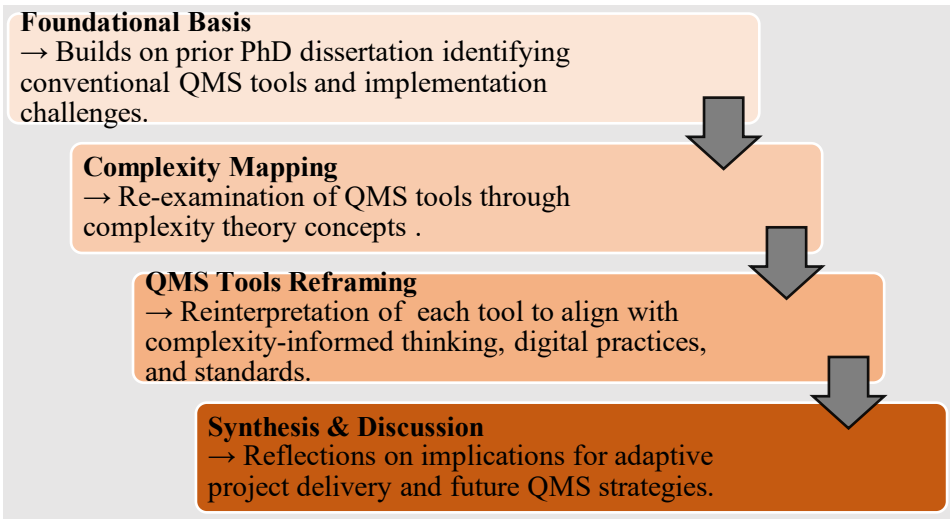 Foundational Basis
→ Builds on prior PhD dissertation identifying
conventional QMS tools and implementation
challenges.
Complexity Mapping
→ Re-examination of QMS tools through
complexity theory concepts .
QMS Tools Reframing
→ Reinterpretation of  each tool to align with
complexity-informed thinking, digital practices,
and standards.
Synthesis & Discussion
→ Reflections on implications for adaptive
project delivery and future QMS strategies.